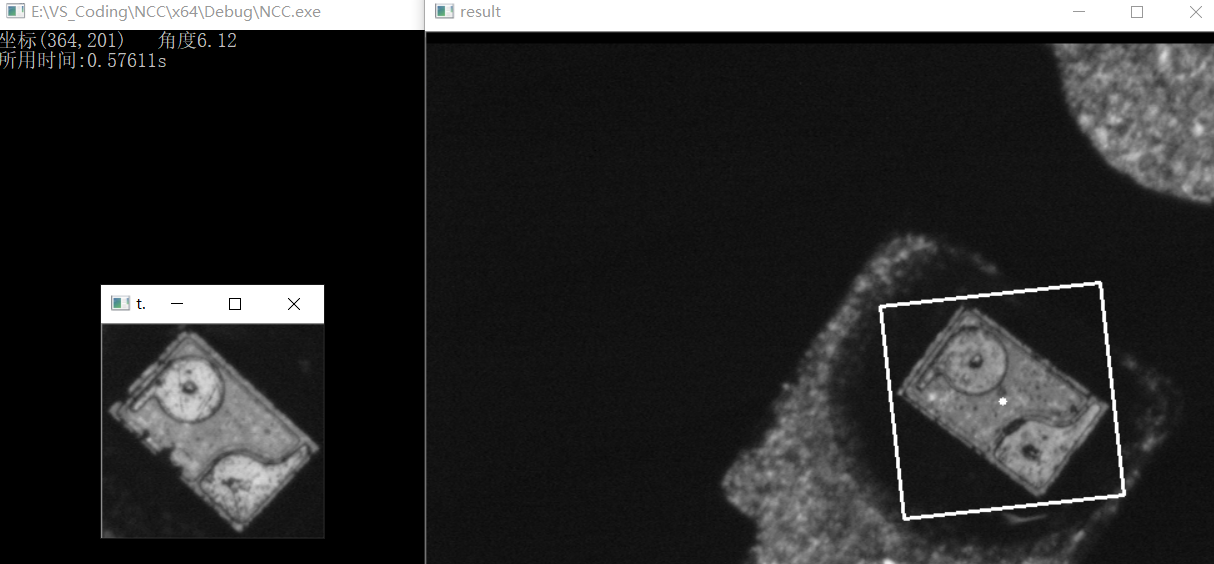 E:\VS_Coding\NCC\x64\Debug\NCC.exe
坐标(364,201)   角度6.12
所用时间:0.57611s
t.
result